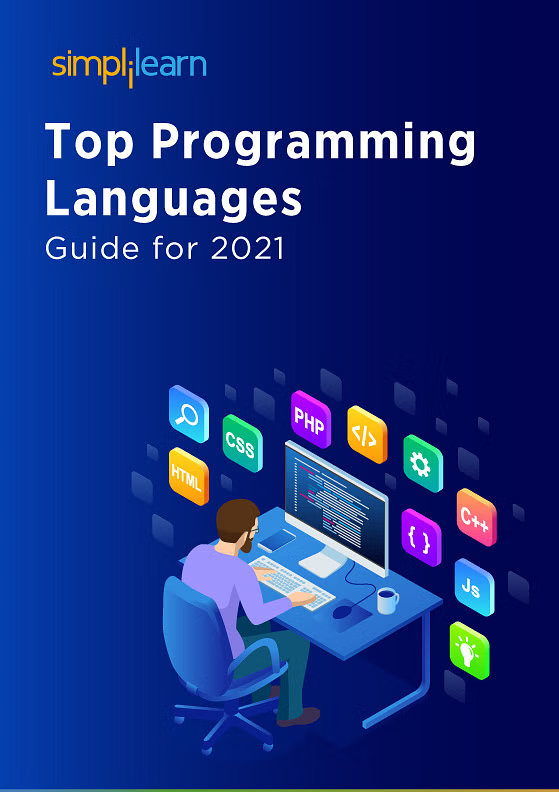 simplilearn
Top Programming
Languages
Guide for 2021
PHP
</>
CSS
HTML
C++
{ }
Js